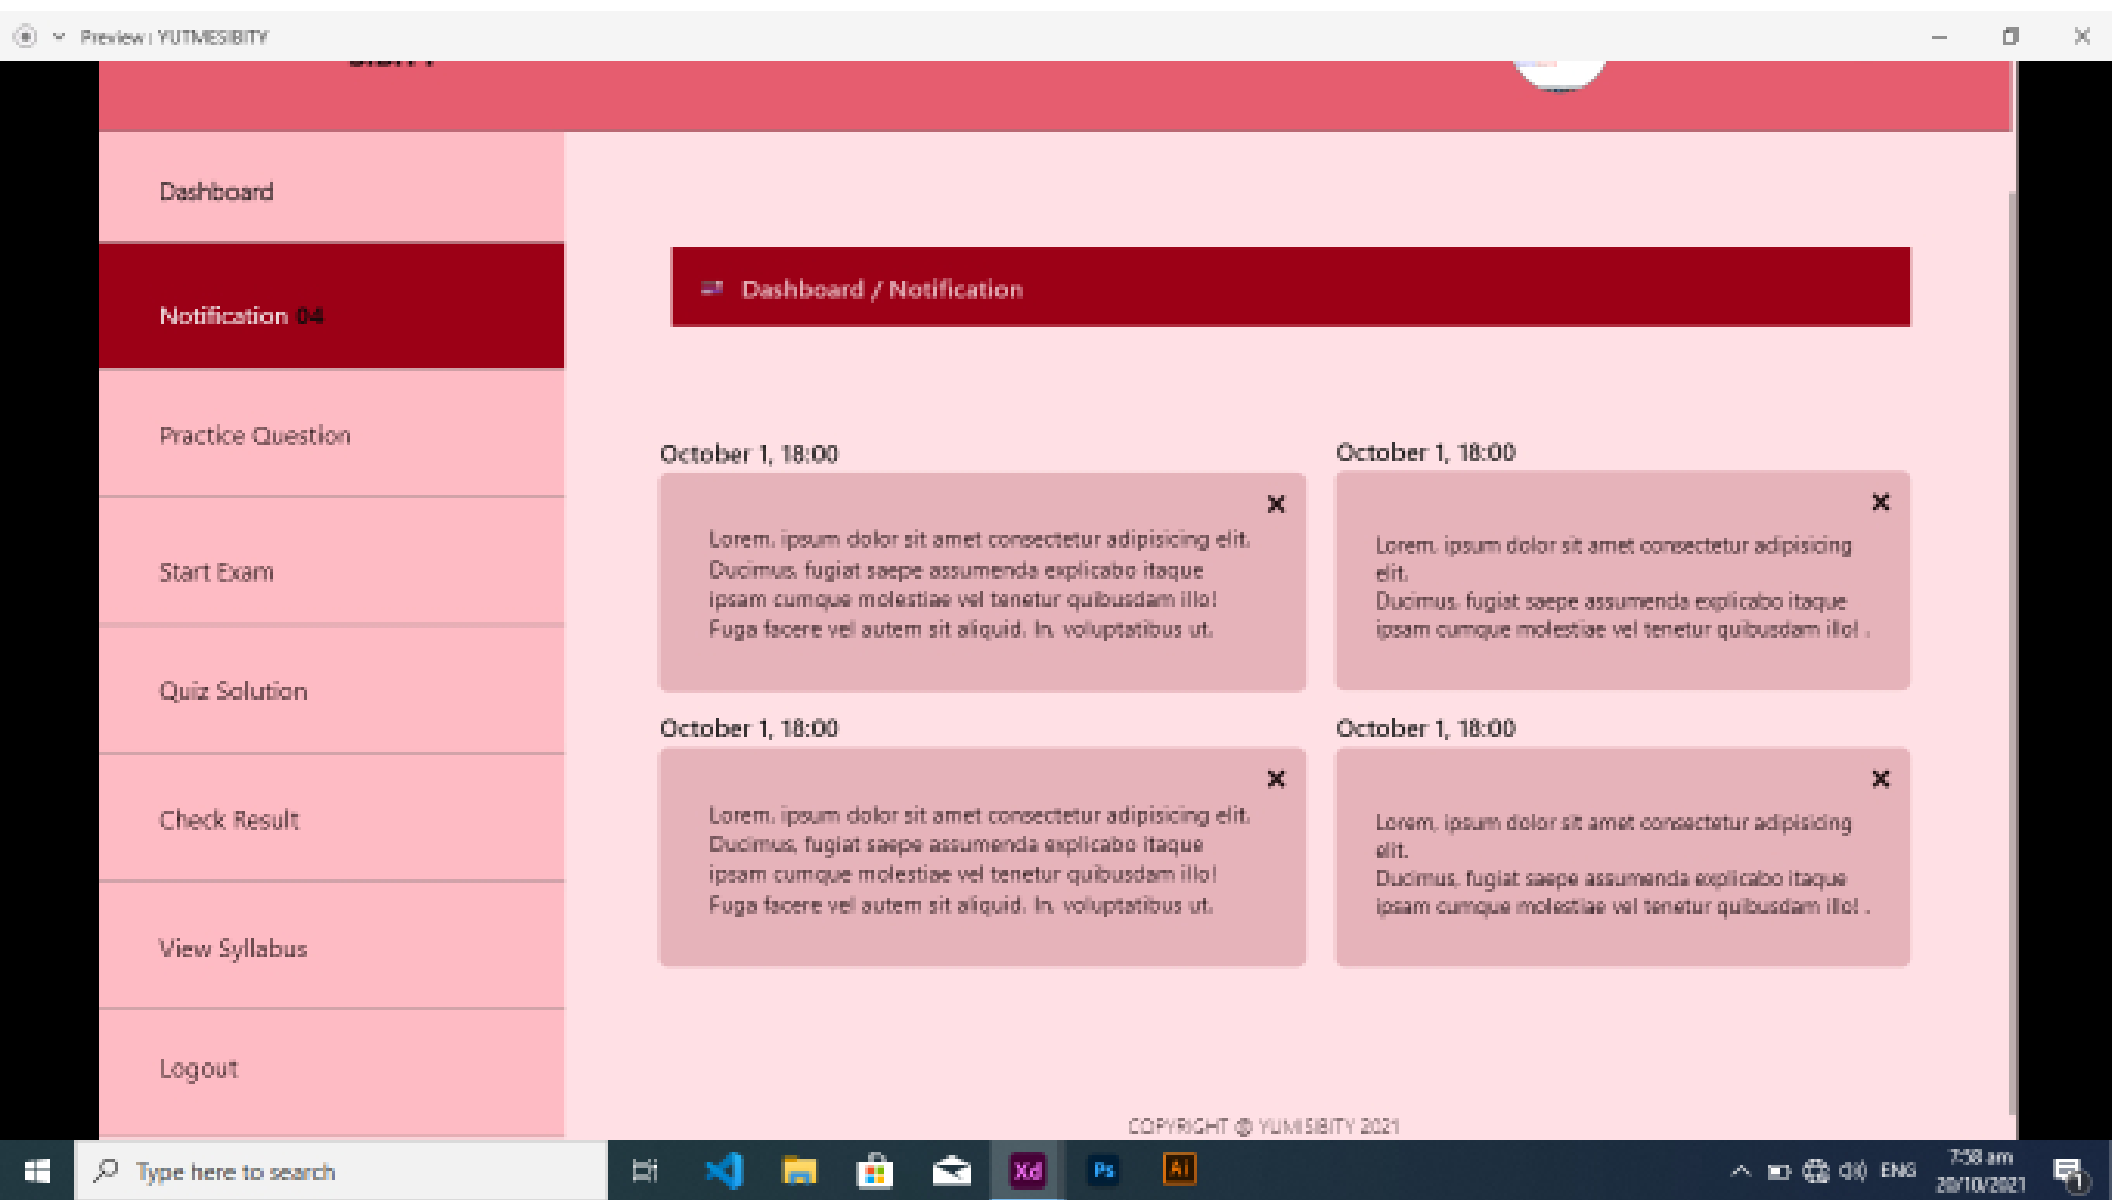 Preview : YUTMESIBITY
Dashboard
Notification 04
Practice Question
Start Exam
Quiz Solution
Check Result
View Syllabus
Logout
Dashboard / Notification
October 1, 18:00
Lorem, ipsum dolor sit amet consectetur adipisicing elit.
Ducimus, fugiat saepe assumenda explicabo itaque
ipsam cumque molestiae vel tenetur quibusdam illo!
Fuga facere vel autem sit aliquid. In, voluptatibus ut.
October 1, 18:00
Lorem, ipsum dolor sit amet consectetur adipisicing
elit.
Ducimus, fugiat saepe assumenda explicabo itaque
ipsam cumque molestiae vel tenetur quibusdam illo! .
October 1, 18:00
Lorem, ipsum dolor sit amet consectetur adipisicing elit.
Ducimus, fugiat saepe assumenda explicabo itaque
ipsam cumque molestiae vel tenetur quibusdam illo!
Fuga facere vel autem sit aliquid. In, voluptatibus ut.
October 1, 18:00
Lorem, ipsum dolor sit amet consectetur adipisicing
elit.
Ducimus, fugiat saepe assumenda explicabo itaque
ipsam cumque molestiae vel tenetur quibusdam illo! .
COPYRIGHT @ YUMISIBITY 2021
Type here to search
Xd
Ps
Ai
ENG
7:58 am
20/10/2021
1